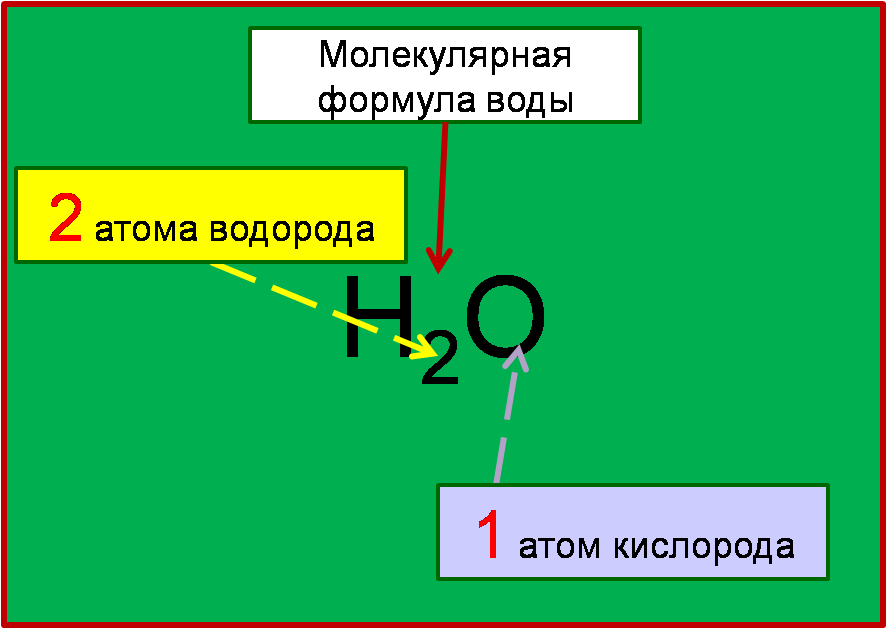 Молекулярная
формула воды
2 атома водорода
H₂O
1 атом кислорода